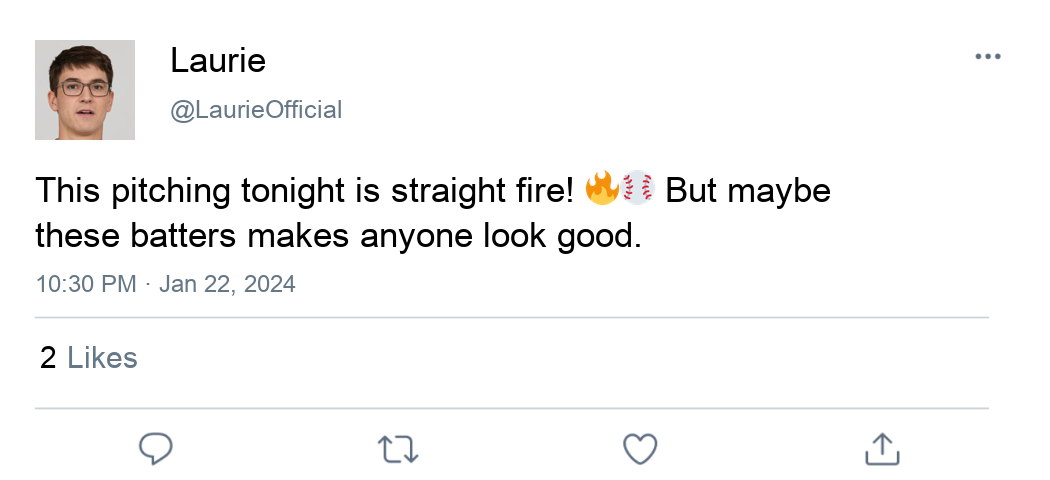 Laurie
@LaurieOfficial
This pitching tonight is straight fire! 🔥⚾ But maybe
these batters makes anyone look good.
10:30 PM · Jan 22, 2024
2 Likes